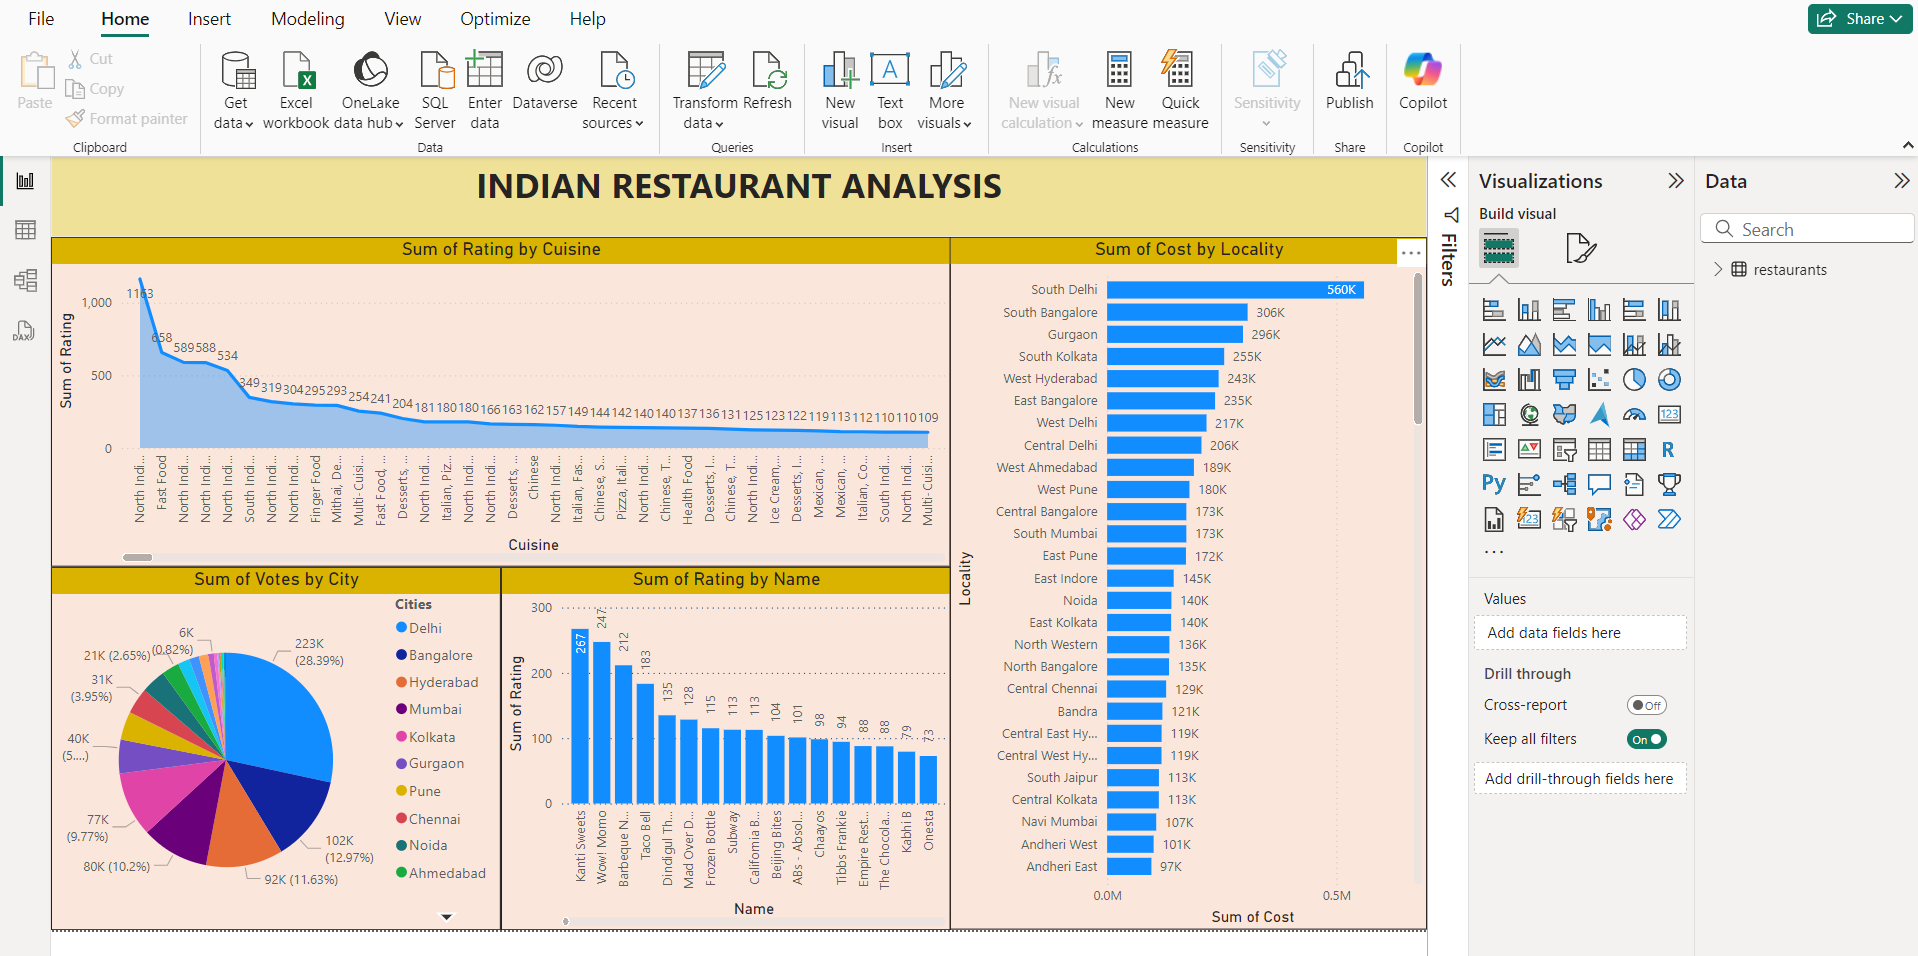 File Home Insert Modeling View Optimize Help
Share
Paste
Cut
Copy
Format painter
Clipboard
Get data
Excel workbook
OneLake data hub
SQL Server
Enter data
Dataverse
Recent sources
Data
Transform data
Refresh
Queries
New visual
Text box
More visuals
Insert
New visual calculation
New measure
Quick measure
Calculations
Sensitivity
Sensitivity
Publish
Share
Copilot
Copilot
INDIAN RESTAURANT ANALYSIS
Sum of Rating by Cuisine
Sum of Rating
1,000
500
0
1163
658
589
588
534
349
319
304
295
293
254
241
204
181
180
180
166
163
162
157
149
144
142
140
140
137
136
131
125
123
122
119
113
112
110
110
109
North Indi...
Fast Food
North Indi...
North Indi...
North Indi...
South Indi...
North Indi...
North Indi...
Finger Food
Mithai, De...
Multi- Cuisi...
Fast Food, ...
Desserts, ...
North Indi...
Italian, Piz...
North Indi...
North Indi...
Desserts, ...
Chinese
North Indi...
Italian, Fas...
Chinese, S...
Pizza, Itali...
North Indi...
Chinese, T...
Health Food
Desserts, I...
Chinese, T...
North Indi...
Ice Cream,...
Desserts, I...
Mexican, ...
Mexican, ...
Italian, Co...
South Indi...
North Indi...
Multi- Cuisi...
Cuisine
Sum of Votes by City
223K (28.39%)
102K (12.97%)
92K (11.63%)
80K (10.2%)
77K (9.77%)
40K (5....)
31K (3.95%)
21K (2.65%)
6K (0.82%)
Cities
Delhi
Bangalore
Hyderabad
Mumbai
Kolkata
Gurgaon
Pune
Chennai
Noida
Ahmedabad
Sum of Rating by Name
Sum of Rating
300
200
100
0
267
247
212
183
135
128
115
113
113
104
101
98
94
88
88
79
73
Kanti Sweets
Wow! Momo
Barbeque N...
Taco Bell
Dindigul Th...
Mad Over D...
Frozen Bottle
Subway
California B...
Beijing Bites
ABs - Absol...
Chaayos
Tibbs Frankie
Empire Rest...
The Chocola...
Kabhi B
Onesta
Name
Sum of Cost by Locality
Locality
South Delhi 560K
South Bangalore 306K
Gurgaon 296K
South Kolkata 255K
West Hyderabad 243K
East Bangalore 235K
West Delhi 217K
Central Delhi 206K
West Ahmedabad 189K
West Pune 180K
Central Bangalore 173K
South Mumbai 173K
East Pune 172K
East Indore 145K
Noida 140K
East Kolkata 140K
North Western 136K
North Bangalore 135K
Central Chennai 129K
Bandra 121K
Central East Hy... 119K
Central West Hy... 119K
South Jaipur 113K
Central Kolkata 113K
Navi Mumbai 107K
Andheri West 101K
Andheri East 97K
0.0M 0.5M
Sum of Cost
Filters
Visualizations
Build visual
123
R
Py
123
...
Values
Add data fields here
Drill through
Cross-report Off
Keep all filters On
Add drill-through fields here
Data
Search
restaurants
DAX